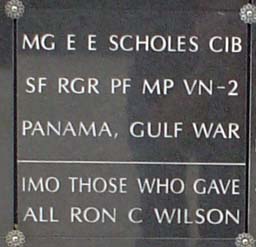 MG E E SCHOLES CIB
SF RGR PF MP VN-2
PANAMA, GULF WAR
IMO THOSE WHO GAVE
ALL RON C WILSON